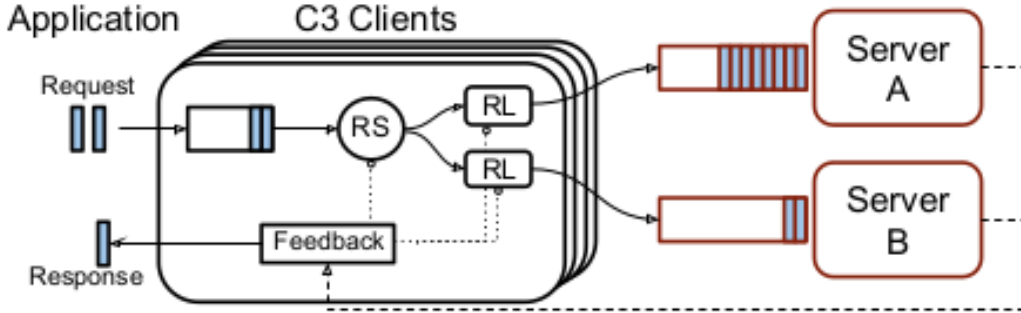 Application
C3 Clients
Request
RS
RL
RL
Server
A
Server
B
Feedback
Response